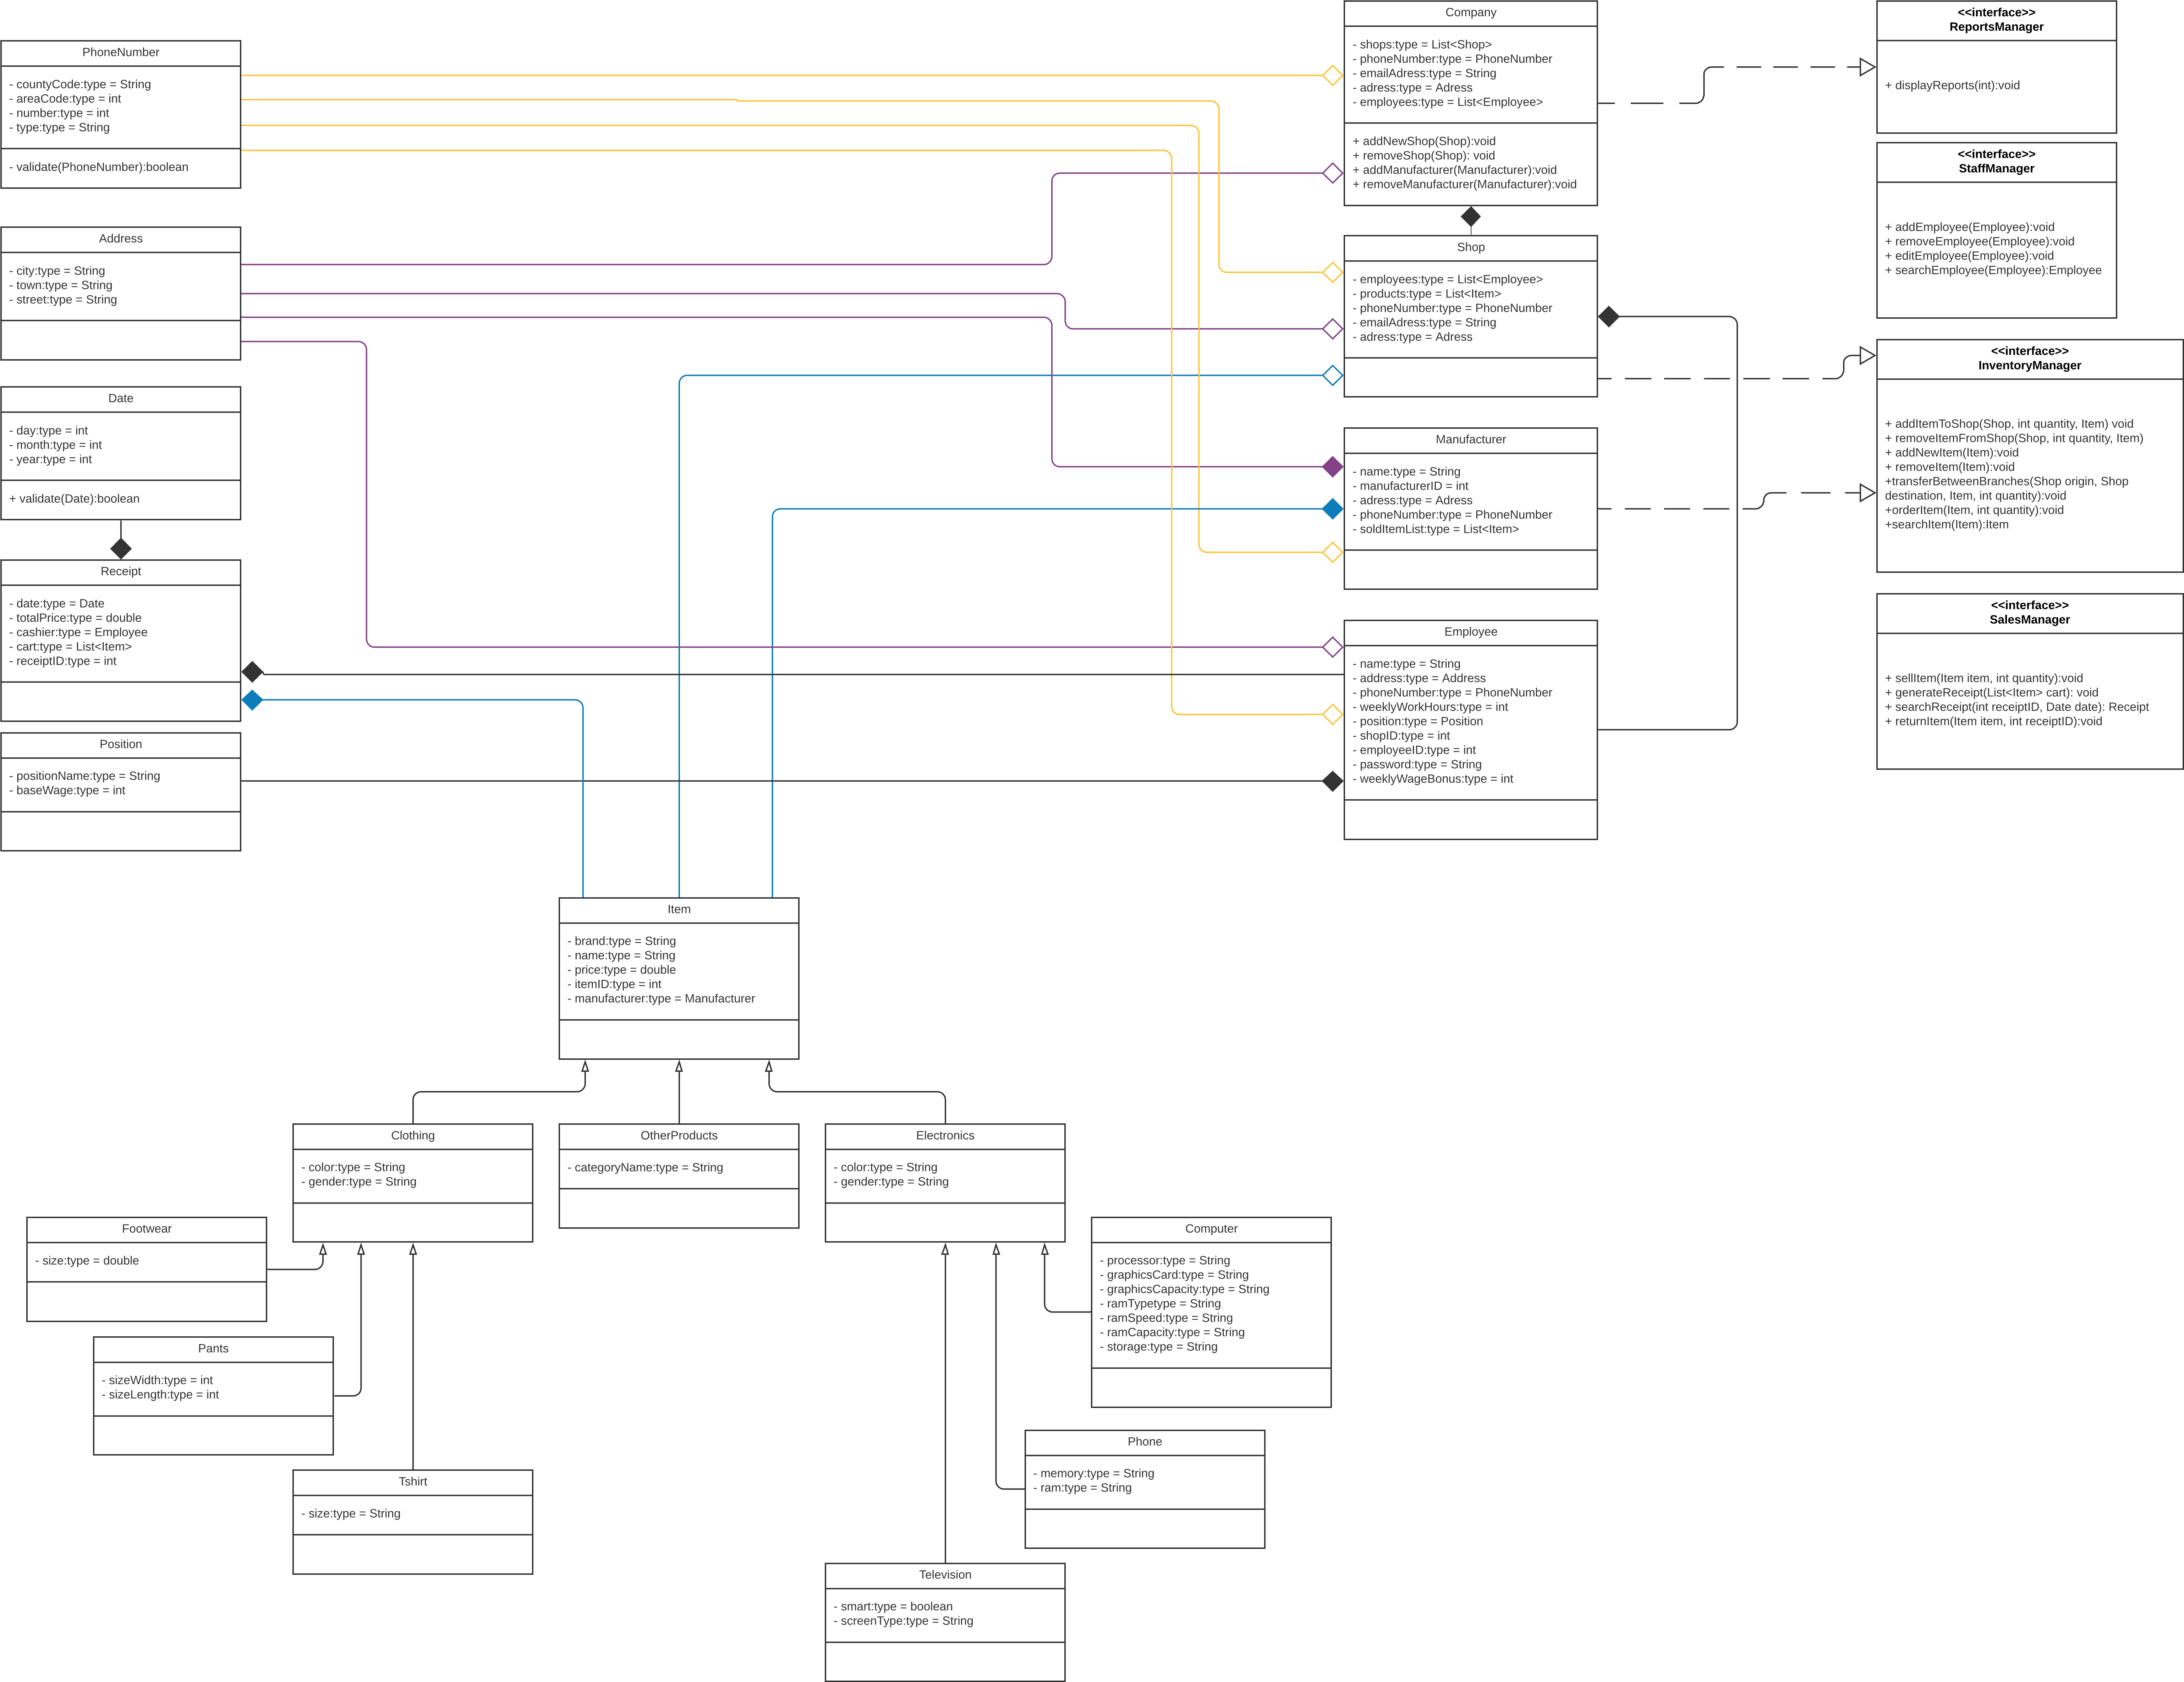 PhoneNumber
- countyCode:type = String
- areaCode:type = int
- number:type = int
- type:type = String
- validate(PhoneNumber):boolean
Address
- city:type = String
- town:type = String
- street:type = String
Date
- day:type = int
- month:type = int
- year:type = int
+ validate(Date):boolean
Receipt
- date:type = Date
- totalPrice:type = double
- cashier:type = Employee
- cart:type = List<Item>
- receiptID:type = int
Position
- positionName:type = String
- baseWage:type = int
Company
- shops:type = List<Shop>
- phoneNumber:type = PhoneNumber
- emailAdress:type = String
- adress:type = Adress
- employees:type = List<Employee>
+ addNewShop(Shop):void
+ removeShop(Shop): void
+ addManufacturer(Manufacturer):void
+ removeManufacturer(Manufacturer):void
Shop
- employees:type = List<Employee>
- products:type = List<Item>
- phoneNumber:type = PhoneNumber
- emailAdress:type = String
- adress:type = Adress
Manufacturer
- name:type = String
- manufacturerID = int
- adress:type = Adress
- phoneNumber:type = PhoneNumber
- soldItemList:type = List<Item>
Employee
- name:type = String
- address:type = Address
- phoneNumber:type = PhoneNumber
- weeklyWorkHours:type = int
- position:type = Position
- shopID:type = int
- employeeID:type = int
- password:type = String
- weeklyWageBonus:type = int
<<interface>>
ReportsManager
+ displayReports(int):void
<<interface>>
StaffManager
+ addEmployee(Employee):void
+ removeEmployee(Employee):void
+ editEmployee(Employee):void
+ searchEmployee(Employee):Employee
<<interface>>
InventoryManager
+ addItemToShop(Shop, int quantity, Item) void
+ removeItemFromShop(Shop, int quantity, Item)
+ addNewItem(Item):void
+ removeItem(Item):void
+transferBetweenBranches(Shop origin, Shop
destination, Item, int quantity):void
+orderItem(Item, int quantity):void
+searchItem(Item):Item
<<interface>>
SalesManager
+ sellItem(Item item, int quantity):void
+ generateReceipt(List<Item> cart): void
+ searchReceipt(int receiptID, Date date): Receipt
+ returnItem(Item item, int receiptID):void
Item
- brand:type = String
- name:type = String
- price:type = double
- itemID:type = int
- manufacturer:type = Manufacturer
Clothing
- color:type = String
- gender:type = String
OtherProducts
- categoryName:type = String
Electronics
- color:type = String
- gender:type = String
Footwear
- size:type = double
Pants
- sizeWidth:type = int
- sizeLength:type = int
Tshirt
- size:type = String
Computer
- processor:type = String
- graphicsCard:type = String
- graphicsCapacity:type = String
- ramTypetype = String
- ramSpeed:type = String
- ramCapacity:type = String
- storage:type = String
Phone
- memory:type = String
- ram:type = String
Television
- smart:type = boolean
- screenType:type = String